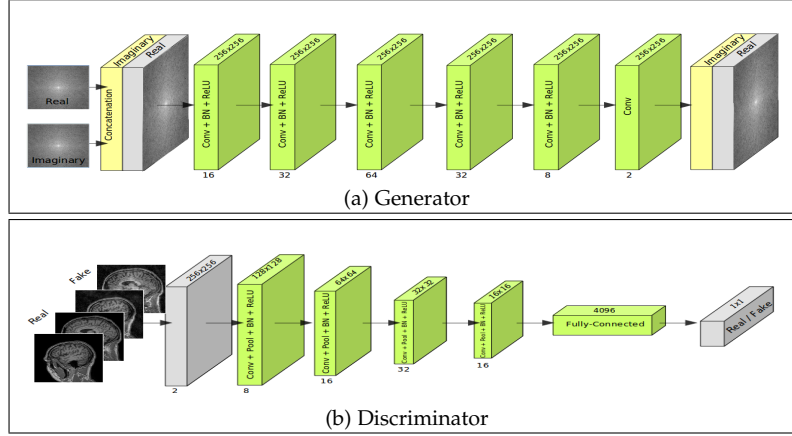 Real
Imaginary
Concatenation
Imaginary
Real
Conv + BN + ReLU
256x256
16
Conv + BN + ReLU
256x256
32
Conv + BN + ReLU
256x256
64
Conv + BN + ReLU
256x256
32
Conv + BN + ReLU
256x256
8
Conv
256x256
2
Imaginary
Real
(a) Generator
Real
Fake
256x256
2
Conv + Pool + BN + ReLU
128x128
8
Conv + Pool + BN + ReLU
64x64
16
Conv + Pool + BN + ReLU
32x32
32
Conv + Pool + BN + ReLU
16x16
16
4096
Fully-Connected
1x1
Real / Fake
(b) Discriminator